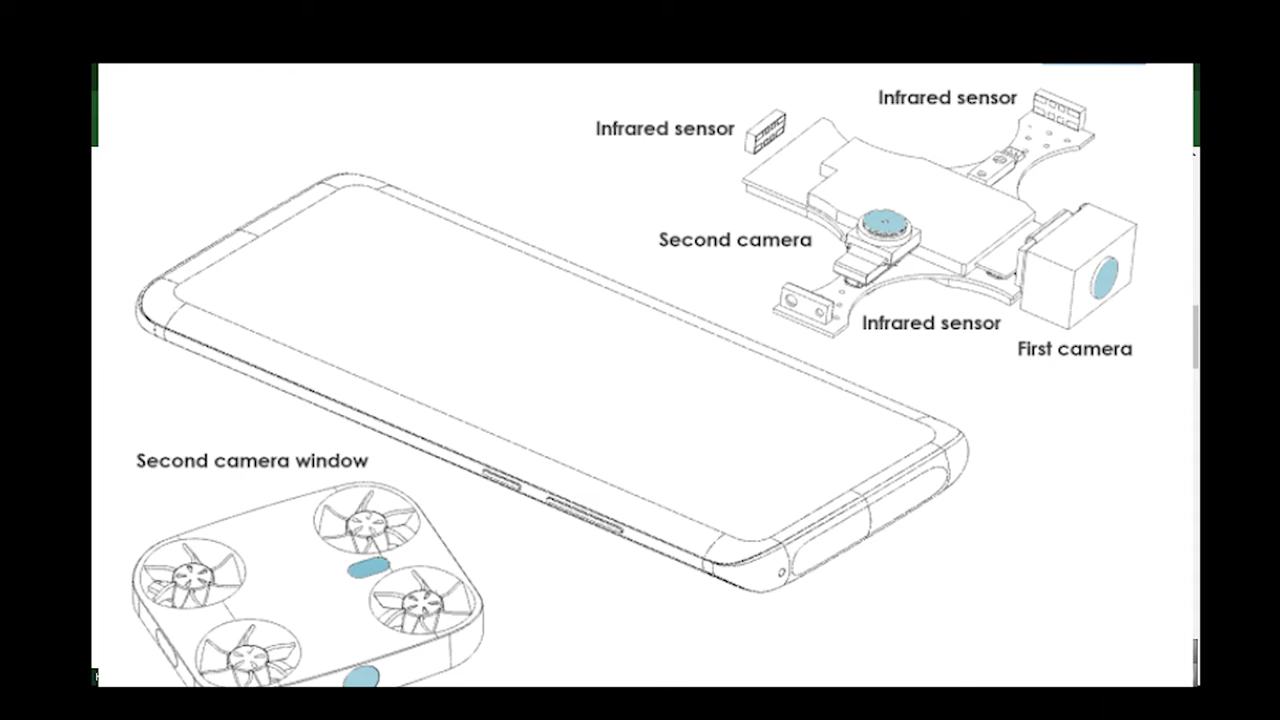 Infrared sensor
Infrared sensor
Second camera
Infrared sensor
First camera
Second camera window